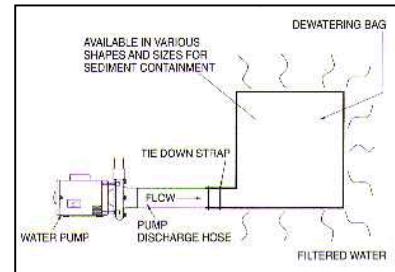 DEWATERING BAG
AVAILABLE IN VARIOUS
SHAPES AND SIZES FOR
SEDIMENT CONTAINMENT
TIE DOWN STRAP
FLOW
WATER PUMP
PUMP
DISCHARGE HOSE
FILTERED WATER